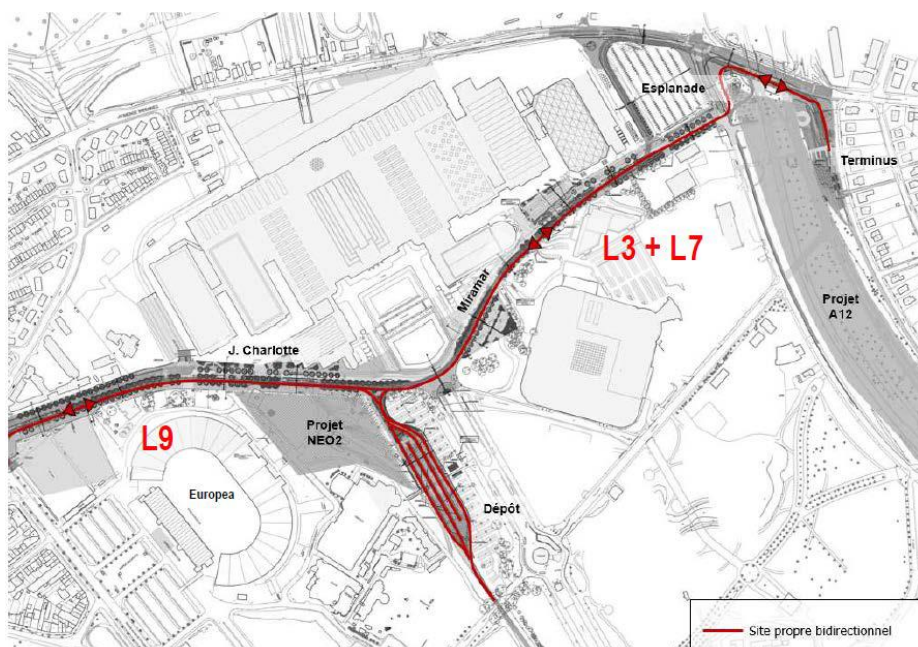 Esplanade
Terminus
L3 + L7
Miramar
Projet
A12
J. Charlotte
Projet
NEO2
L9
Europea
Dépôt
Site propre bidirectionnel